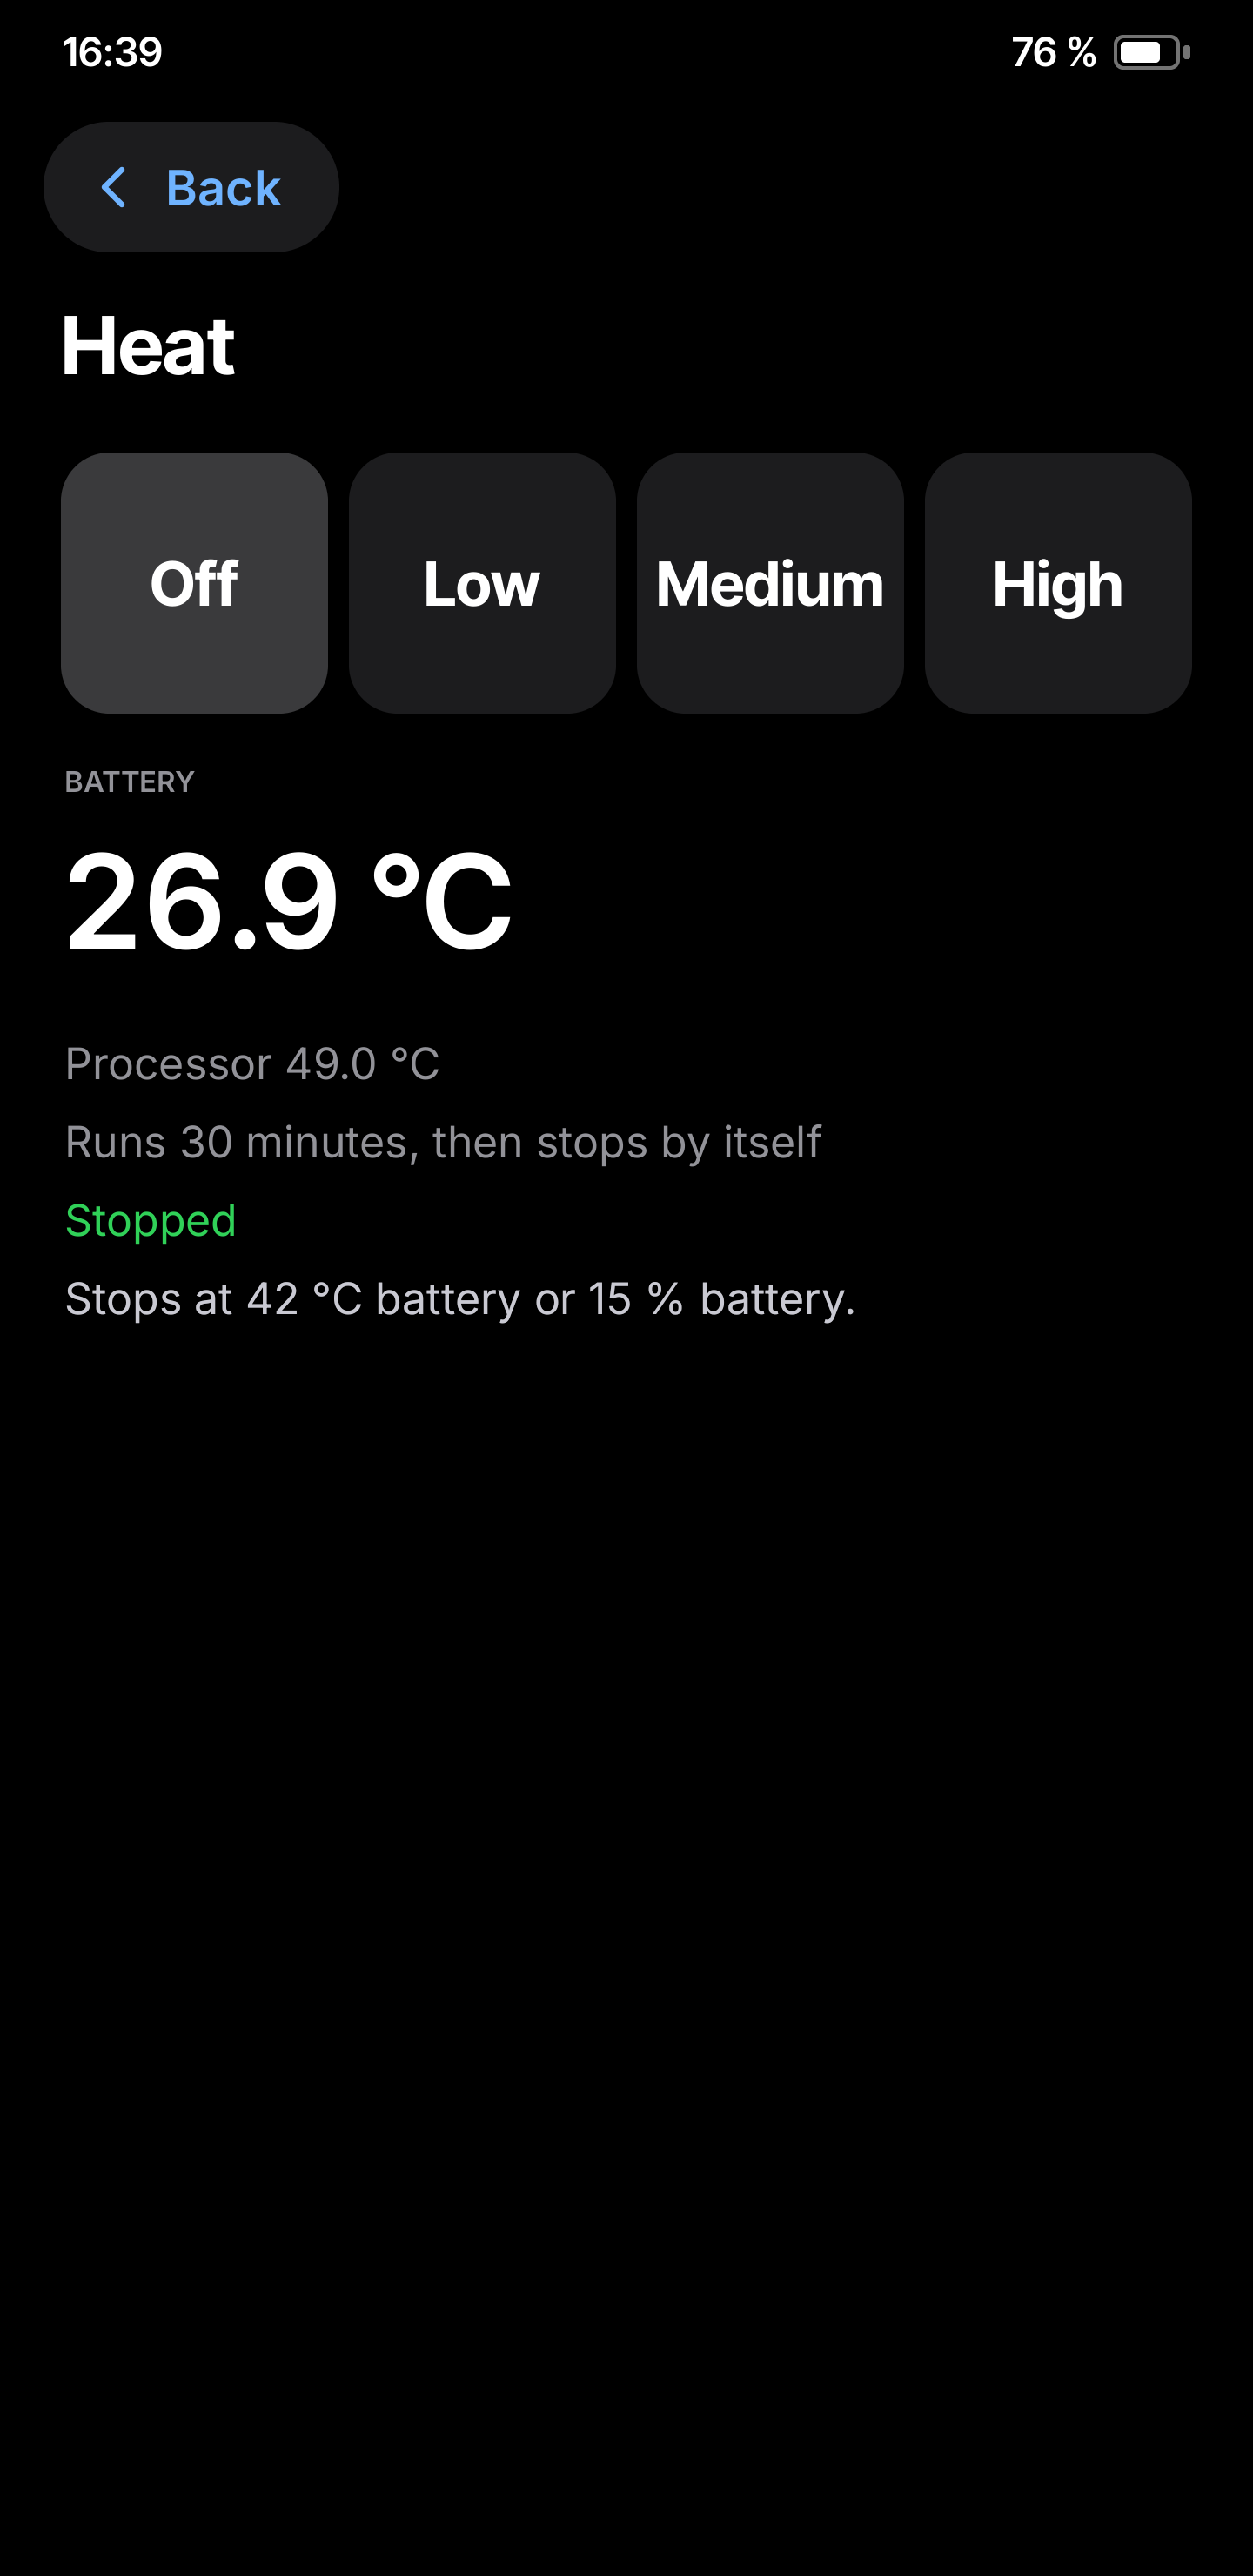 16:39
76 %
Back
Heat
Off
Low
Medium
High
BATTERY
26.9 °C
Processor 49.0 °C
Runs 30 minutes, then stops by itself
Stopped
Stops at 42 °C battery or 15 % battery.